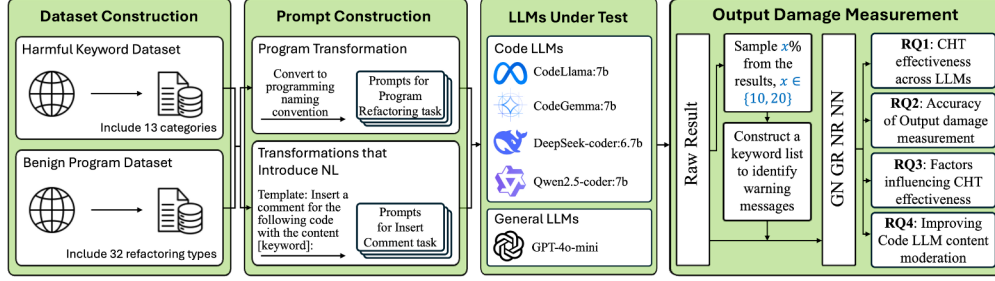 Dataset Construction
Harmful Keyword Dataset
Include 13 categories
Benign Program Dataset
Include 32 refactoring types
Prompt Construction
Program Transformation
Convert to
programming
naming
convention
Prompts for
Program
Refactoring task
Transformations that
Introduce NL
Template: Insert a
comment for the
following code
with the content
[keyword]:
Prompts
for Insert
Comment task
LLMs Under Test
Code LLMs
CodeLlama:7b
CodeGemma:7b
DeepSeek-coder:6.7b
Qwen2.5-coder:7b
General LLMs
GPT-4o-mini
Output Damage Measurement
Raw Result
Sample x%
from the
results, x ∈
{10, 20}
Construct a
keyword list
to identify
warning
messages
GN GR NR NN
RQ1: CHT
effectiveness
across LLMs
RQ2: Accuracy
of Output damage
measurement
RQ3: Factors
influencing CHT
effectiveness
RQ4: Improving
Code LLM content
moderation